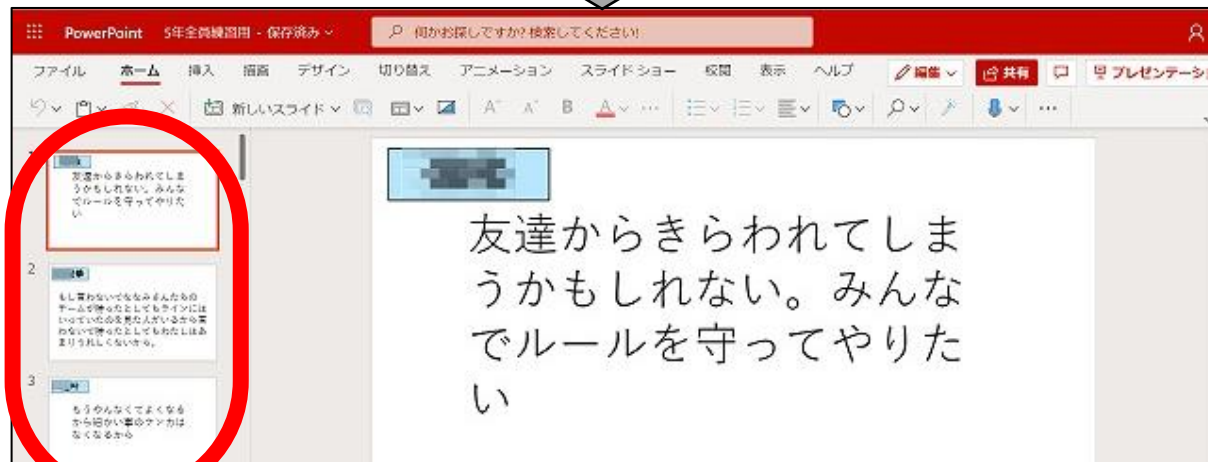 PowerPoint 5年全員練習用 - 保存済み
何かお探しですか?検索してください!
ファイル ホーム 挿入 描画 デザイン 切り替え アニメーション スライド ショー 校閲 表示 ヘルプ 編集 共有 プレゼンテーショ
新しいスライド A A B A
友達からきらわれてしま
うかもしれない。みんな
でルールを守ってやりた
い
2
もし言わないでななみさんたちの
チームが勝ったとしてもラインには
いっていたのを見た人がいるから言
わないで勝ったとしてもわたしはあ
まりうれしくないから。
3
もうやんなくてよくなる
から細かい事のケンカは
なくなるから
友達からきらわれてしま
うかもしれない。みんな
でルールを守ってやりた
い